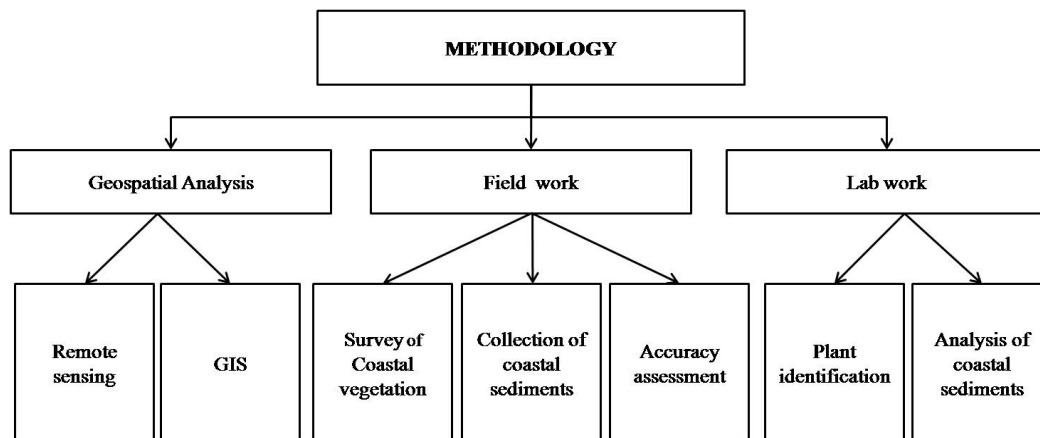 METHODOLOGY
Geospatial Analysis
Field work
Lab work
Remote
sensing
GIS
Survey of
Coastal
vegetation
Collection of
coastal
sediments
Accuracy
assessment
Plant
identification
Analysis of
coastal
sediments